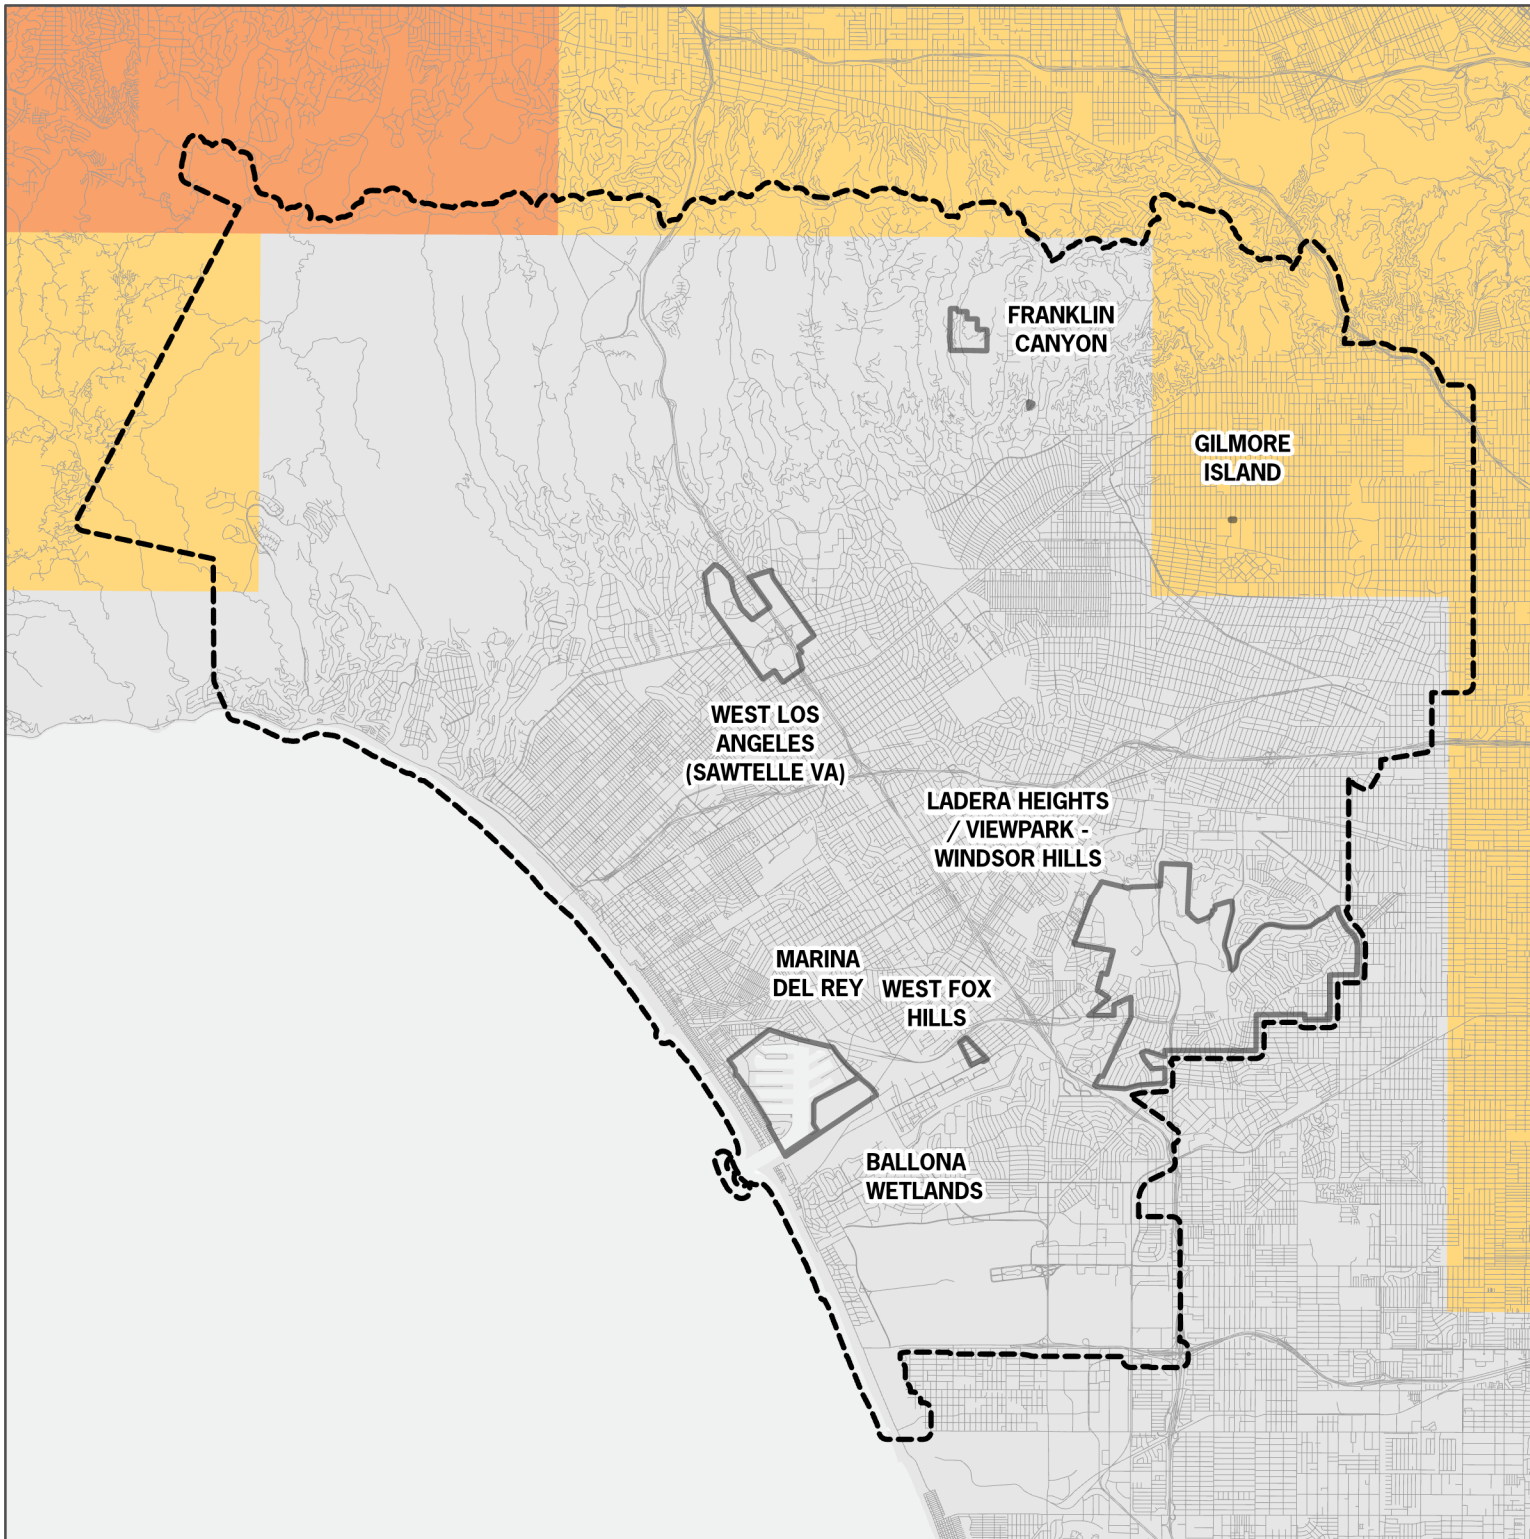 FRANKLIN
CANYON
GILMORE
ISLAND
WEST LOS
ANGELES
(SAWTELLE VA)
LADERA HEIGHTS
/ VIEWPARK -
WINDSOR HILLS
MARINA
DEL REY
WEST FOX
HILLS
BALLONA
WETLANDS